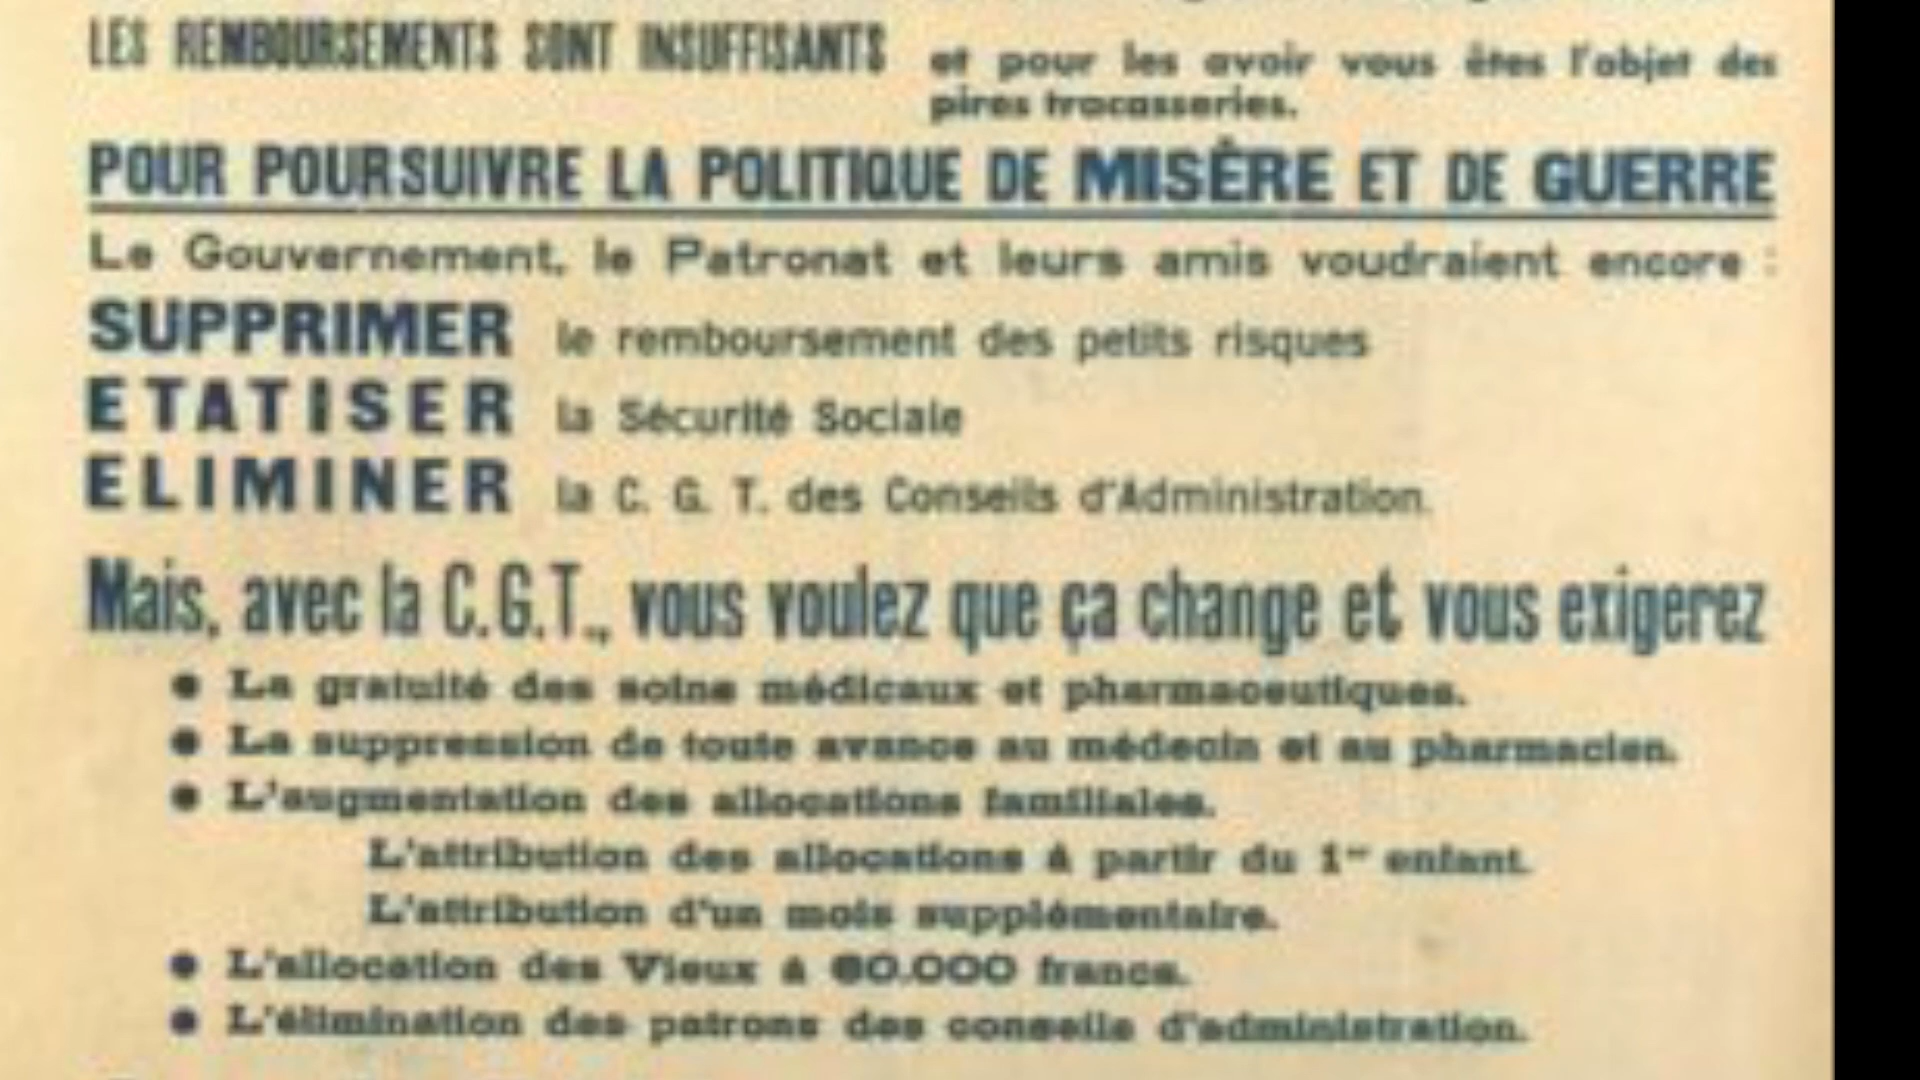 LES REMBOURSEMENTS SONT INSUFFISANTS et pour les avoir vous êtes l'objet des
pires tracasseries.
POUR POURSUIVRE LA POLITIQUE DE MISÈRE ET DE GUERRE
Le Gouvernement, le Patronat et leurs amis voudraient encore :
SUPPRIMER le remboursement des petits risques
ETATISER la Sécurité Sociale
ELIMINER la C. G. T. des Conseils d'Administration.
Mais, avec la C.G.T., vous voulez que ça change et vous exigerez
● La gratuité des soins médicaux et pharmaceutiques.
● La suppression de toute avance au médecin et au pharmacien.
● L'augmentation des allocations familiales.
L'attribution des allocations à partir du 1er enfant.
L'attribution d'un mois supplémentaire.
● L'allocation des Vieux à 60.000 francs.
● L'élimination des patrons des conseils d'administration.